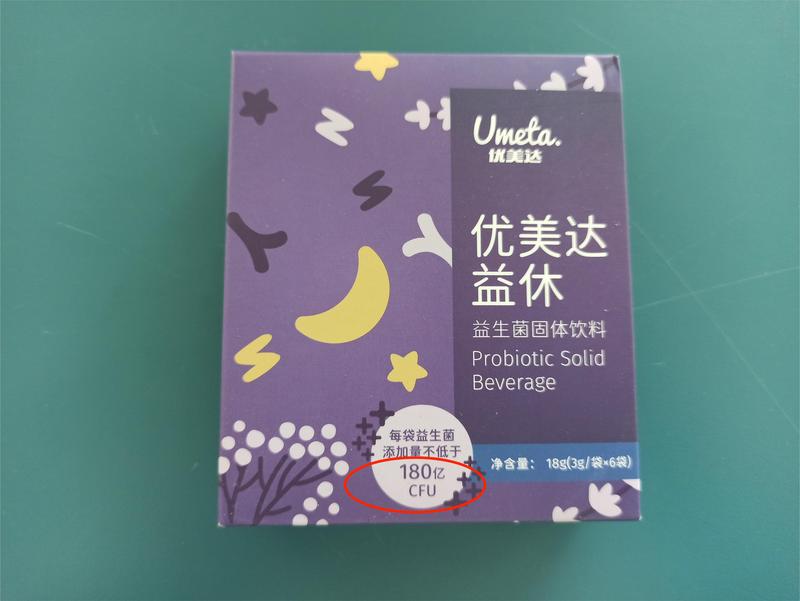 Umeta.
优美达
优美达
益休
益生菌固体饮料
Probiotic Solid
Beverage
每袋益生菌
添加量不低于
180亿
CFU
净含量： 18g(3g/袋×6袋)